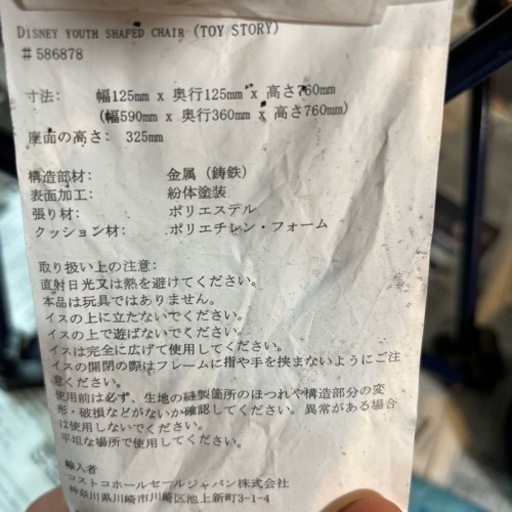 DISNEY YOUTH SHAPED CHAIR (TOY STORY)
#586878
寸法: 幅125mm x 奥行125mm x 高さ760mm
(幅590mm x 奥行360mm x 高さ760mm)
座面の高さ: 325mm
構造部材: 金属(鋳鉄)
表面加工: 粉体塗装
張り材: ポリエステル
クッション材: ポリエチレン・フォーム
取り扱い上の注意:
直射日光又は熱を避けてください。
本品は玩具ではありません。
イスの上に立たないでください。
イスの上で遊ばないでください。
イスは完全に広げて使用してください。
イスの開閉の際はフレームに指や手を挟まないようにご注
意ください。
使用前は必ず、生地の縫製箇所のほつれや構造部分の変
形・破損などがないか確認してください。異常がある場合
は使用しないでください。
平坦な場所で使用してください。
輸入者
コストコホールセールジャパン株式会社
神奈川県川崎市川崎区池上新町3-1-4